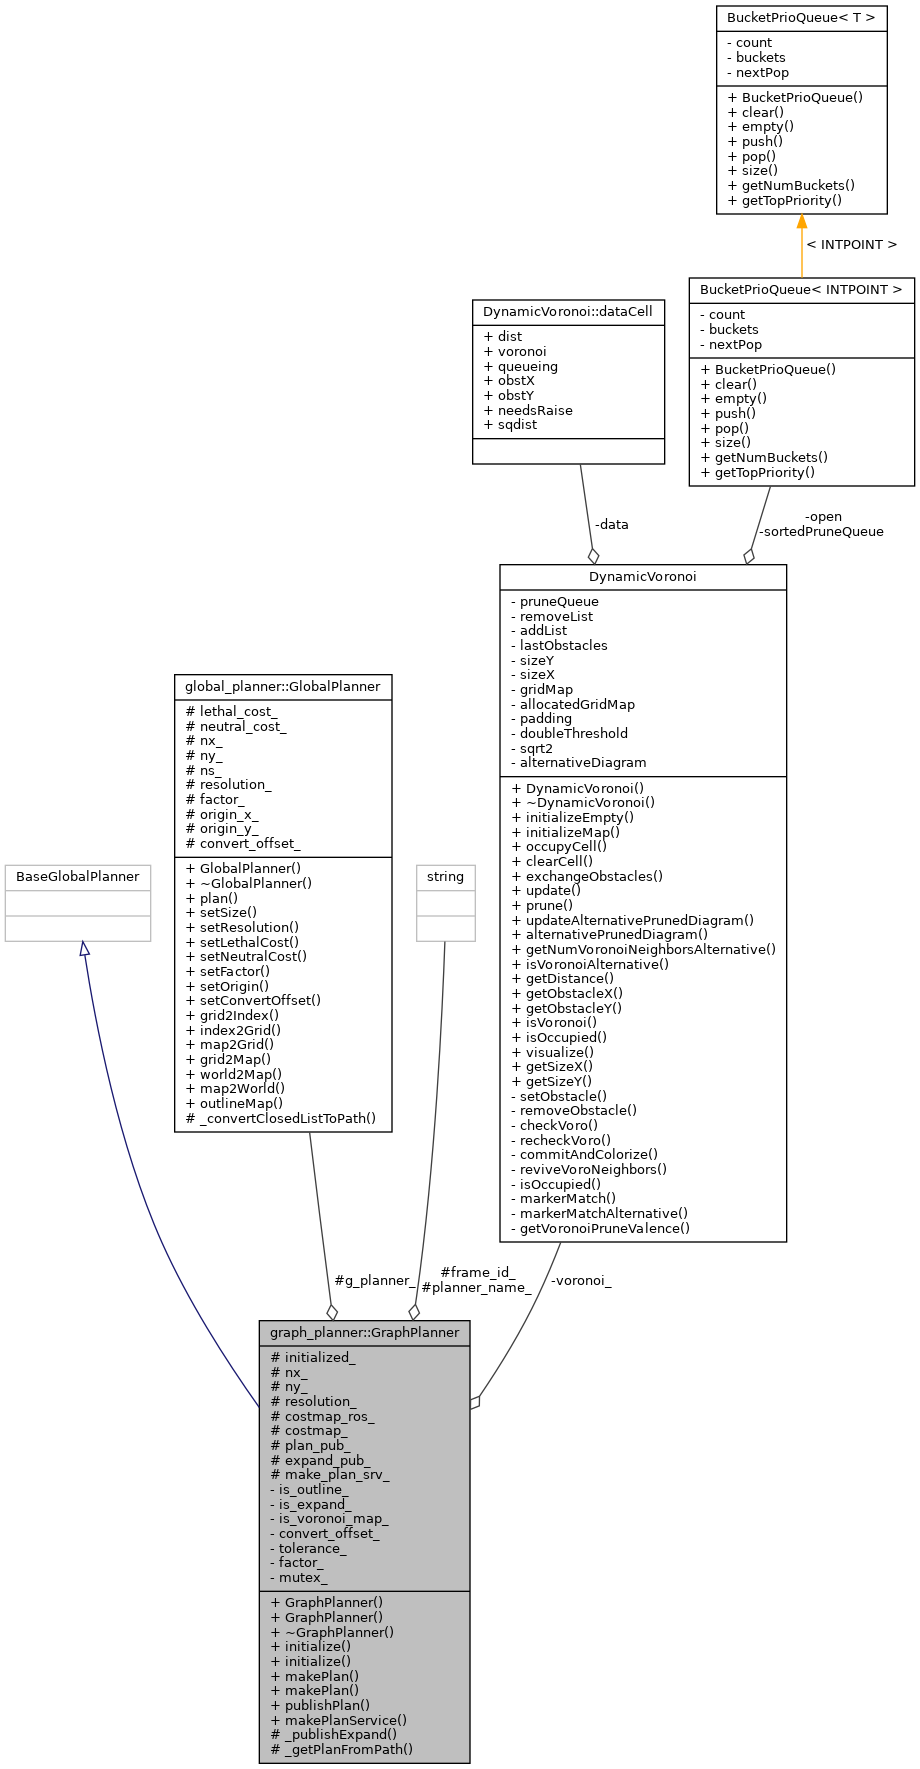 BucketPrioQueue< T >
- count
- buckets
- nextPop
+ BucketPrioQueue()
+ clear()
+ empty()
+ push()
+ pop()
+ size()
+ getNumBuckets()
+ getTopPriority()
< INTPOINT >
BucketPrioQueue< INTPOINT >
- count
- buckets
- nextPop
+ BucketPrioQueue()
+ clear()
+ empty()
+ push()
+ pop()
+ size()
+ getNumBuckets()
+ getTopPriority()
DynamicVoronoi::dataCell
+ dist
+ voronoi
+ queueing
+ obstX
+ obstY
+ needsRaise
+ sqdist
-data
-open
-sortedPruneQueue
DynamicVoronoi
- pruneQueue
- removeList
- addList
- lastObstacles
- sizeY
- sizeX
- gridMap
- allocatedGridMap
- padding
- doubleThreshold
- sqrt2
- alternativeDiagram
+ DynamicVoronoi()
+ ~DynamicVoronoi()
+ initializeEmpty()
+ initializeMap()
+ occupyCell()
+ clearCell()
+ exchangeObstacles()
+ update()
+ prune()
+ updateAlternativePrunedDiagram()
+ alternativePrunedDiagram()
+ getNumVoronoiNeighborsAlternative()
+ isVoronoiAlternative()
+ getDistance()
+ getObstacleX()
+ getObstacleY()
+ isVoronoi()
+ isOccupied()
+ visualize()
+ getSizeX()
+ getSizeY()
- setObstacle()
- removeObstacle()
- checkVoro()
- recheckVoro()
- commitAndColorize()
- reviveVoroNeighbors()
- isOccupied()
- markerMatch()
- markerMatchAlternative()
- getVoronoiPruneValence()
global_planner::GlobalPlanner
# lethal_cost_
# neutral_cost_
# nx_
# ny_
# ns_
# resolution_
# factor_
# origin_x_
# origin_y_
# convert_offset_
+ GlobalPlanner()
+ ~GlobalPlanner()
+ plan()
+ setSize()
+ setResolution()
+ setLethalCost()
+ setNeutralCost()
+ setFactor()
+ setOrigin()
+ setConvertOffset()
+ grid2Index()
+ index2Grid()
+ map2Grid()
+ grid2Map()
+ world2Map()
+ map2World()
+ outlineMap()
# _convertClosedListToPath()
BaseGlobalPlanner
string
#g_planner_
#frame_id_
#planner_name_
-voronoi_
graph_planner::GraphPlanner
# initialized_
# nx_
# ny_
# resolution_
# costmap_ros_
# costmap_
# plan_pub_
# expand_pub_
# make_plan_srv_
- is_outline_
- is_expand_
- is_voronoi_map_
- convert_offset_
- tolerance_
- factor_
- mutex_
+ GraphPlanner()
+ GraphPlanner()
+ ~GraphPlanner()
+ initialize()
+ initialize()
+ makePlan()
+ makePlan()
+ publishPlan()
+ makePlanService()
# _publishExpand()
# _getPlanFromPath()